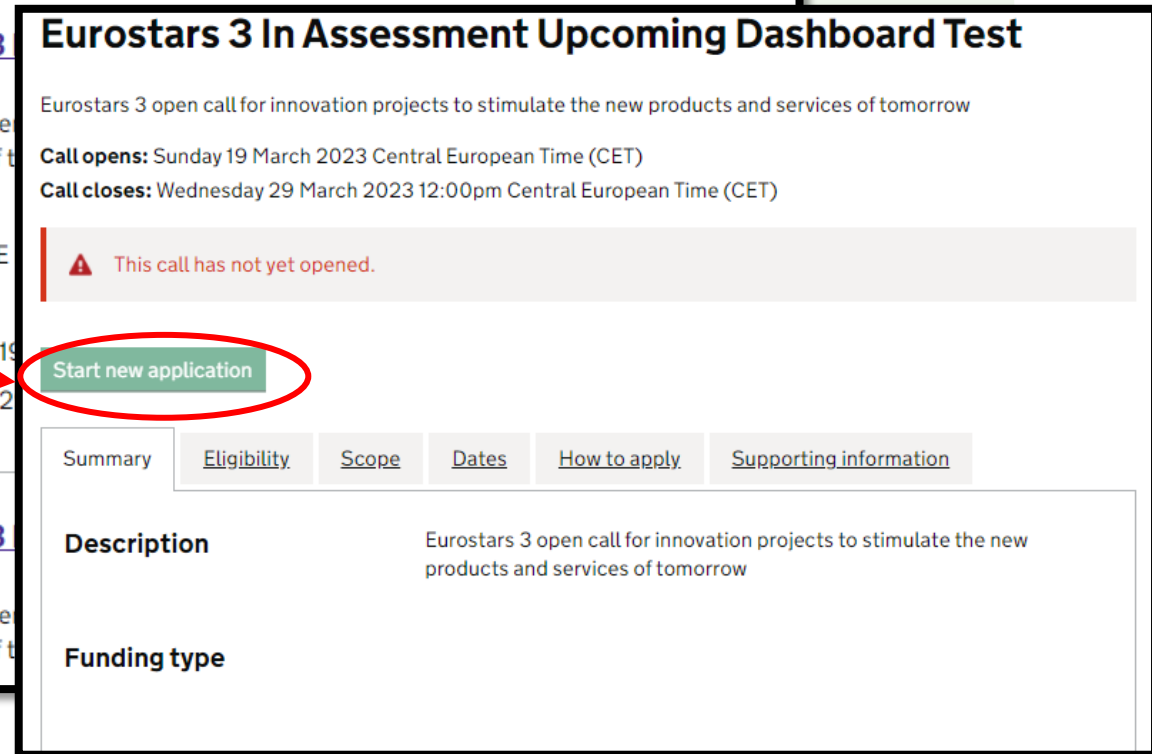 Eurostars 3 In Assessment Upcoming Dashboard Test
Eurostars 3 open call for innovation projects to stimulate the new products and services of tomorrow
Call opens: Sunday 19 March 2023 Central European Time (CET)
Call closes: Wednesday 29 March 2023 12:00pm Central European Time (CET)
This call has not yet opened.
Start new application
Summary Eligibility Scope Dates How to apply Supporting information
Description Eurostars 3 open call for innovation projects to stimulate the new
products and services of tomorrow
Funding type